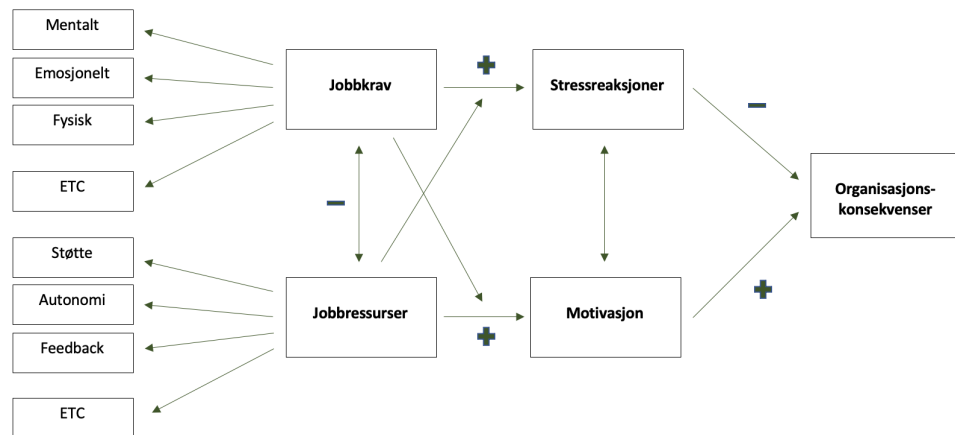 Mentalt
Emosjonelt
Fysisk
ETC
Støtte
Autonomi
Feedback
ETC
Jobbkrav
Jobbressurser
Stressreaksjoner
Motivasjon
Organisasjons-
konsekvenser